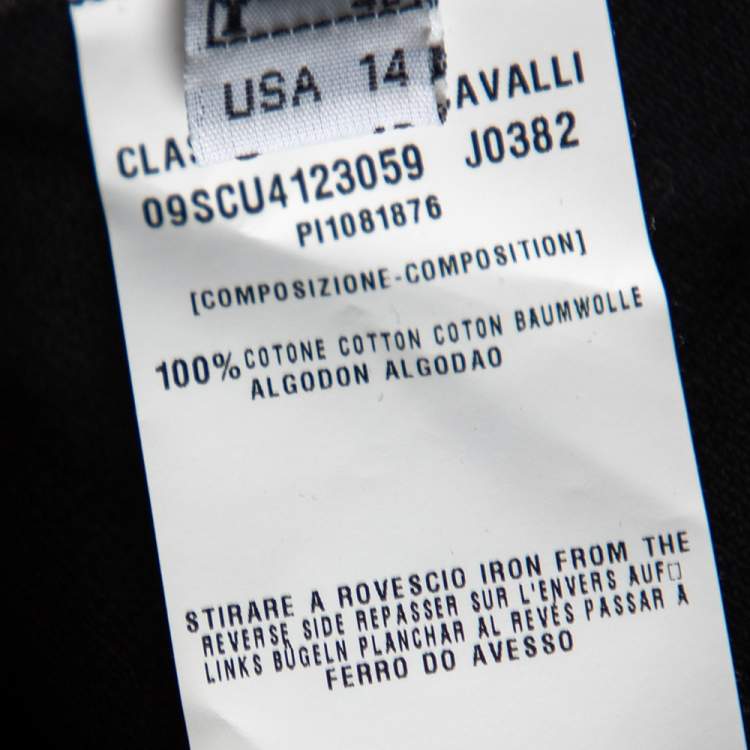 USA 14
CLAS AVALLI
09SCU4123059 J0382
PI1081876
[COMPOSIZIONE-COMPOSITION]
100% COTONE COTTON COTON BAUMWOLLE
ALGODON ALGODAO
STIRARE A ROVESCIO IRON FROM THE
REVERSE SIDE REPASSER SUR L'ENVERS AUF□
LINKS BÜGELN PLANCHAR AL REVÉS PASSAR A
FERRO DO AVESSO